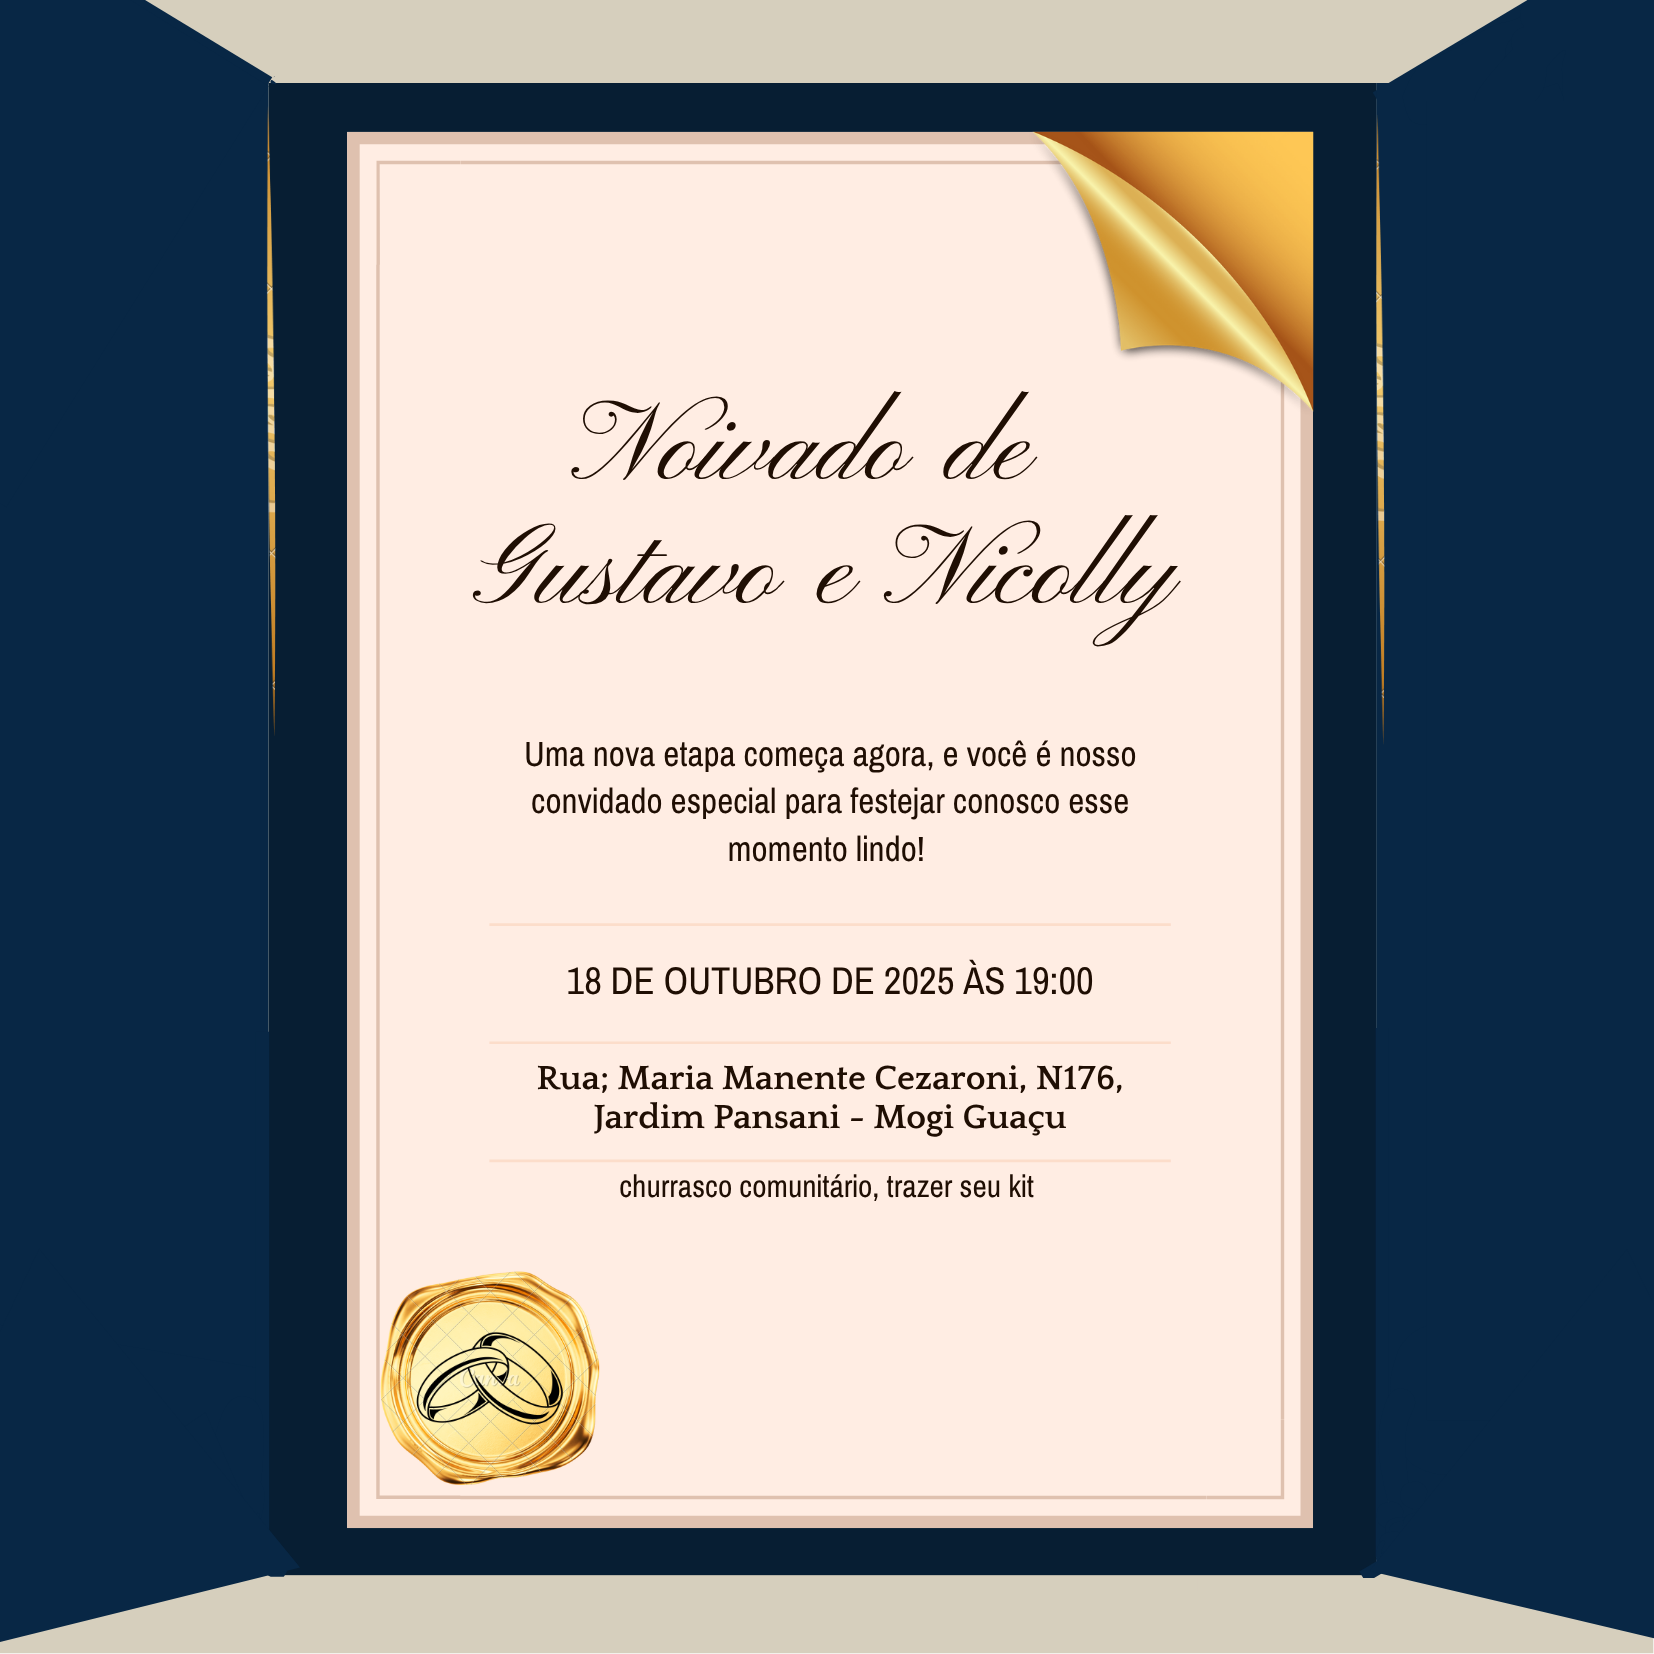 Noivado de
Gustavo e Nicolly
Uma nova etapa começa agora, e você é nosso
convidado especial para festejar conosco esse
momento lindo!
18 DE OUTUBRO DE 2025 ÀS 19:00
Rua; Maria Manente Cezaroni, N176,
Jardim Pansani - Mogi Guaçu
churrasco comunitário, trazer seu kit
Canva